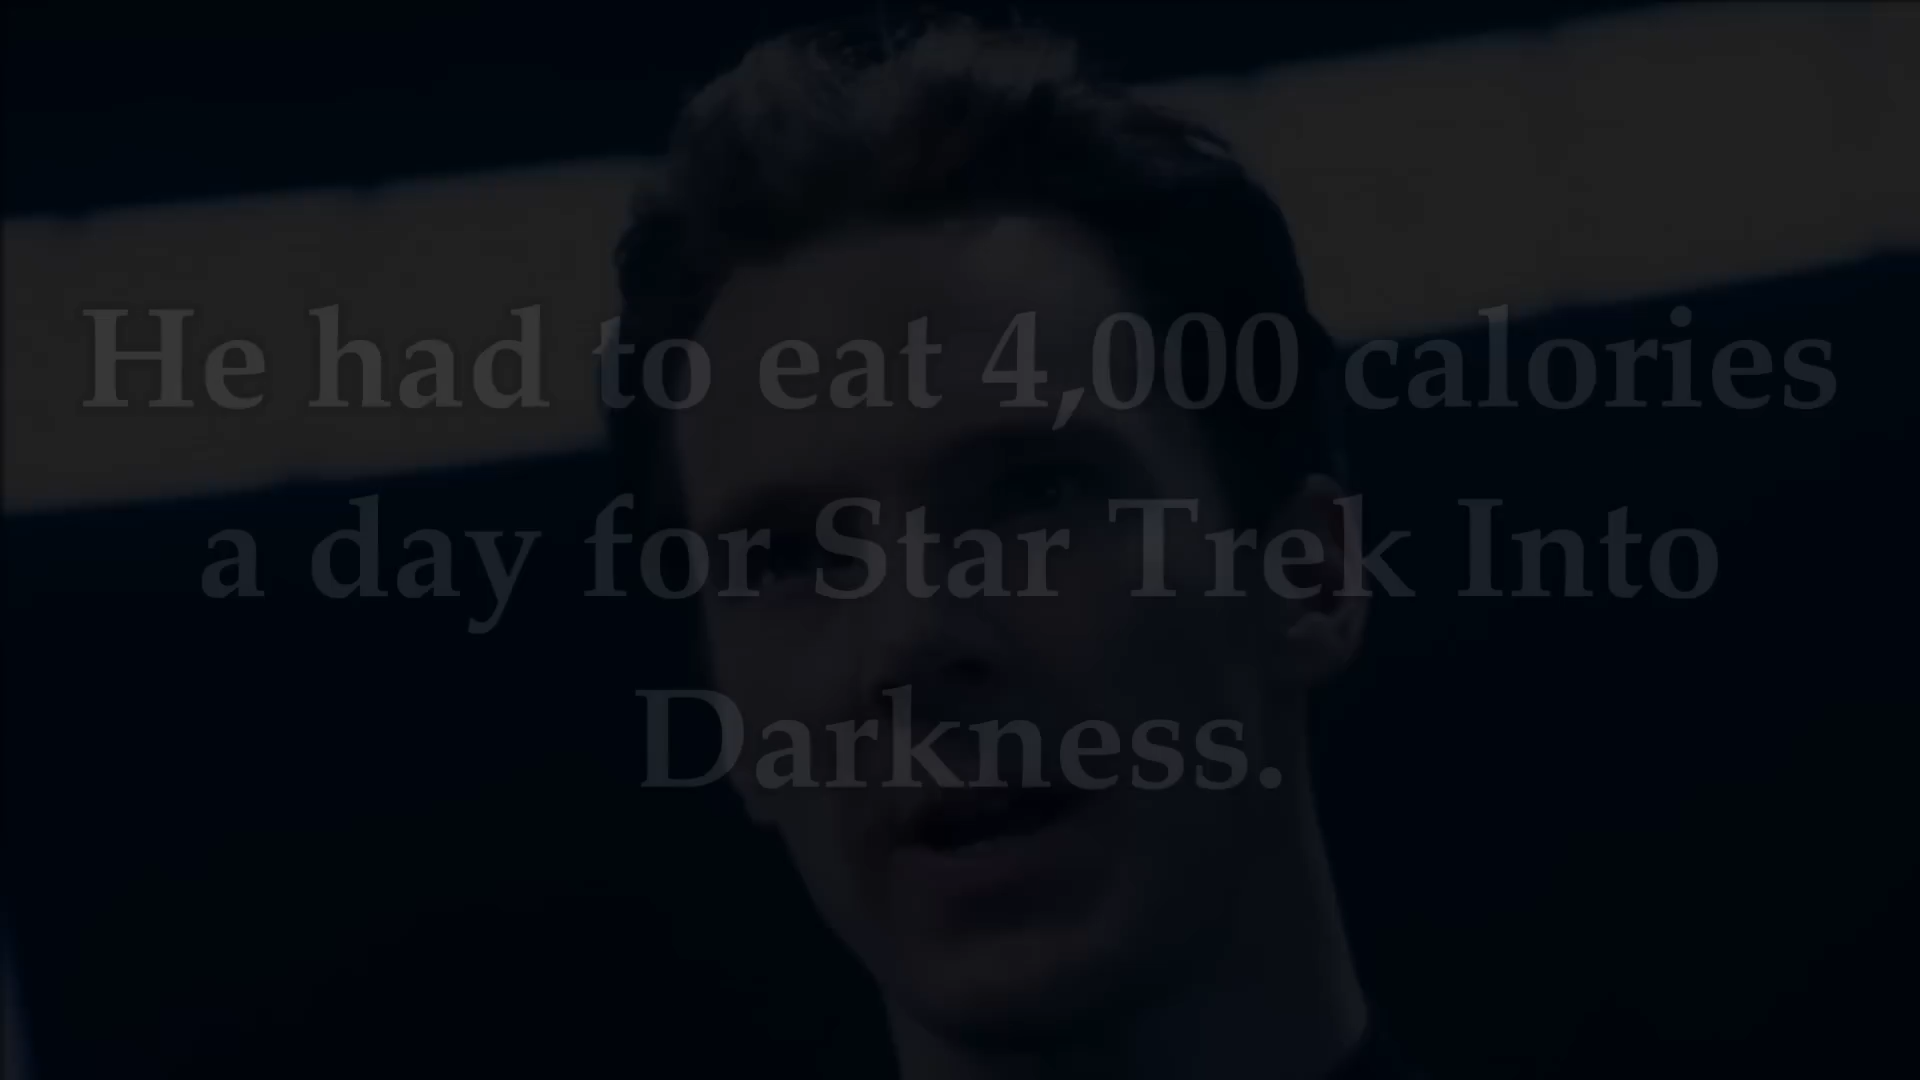 He had to eat 4,000 calories
a day for Star Trek Into
Darkness.